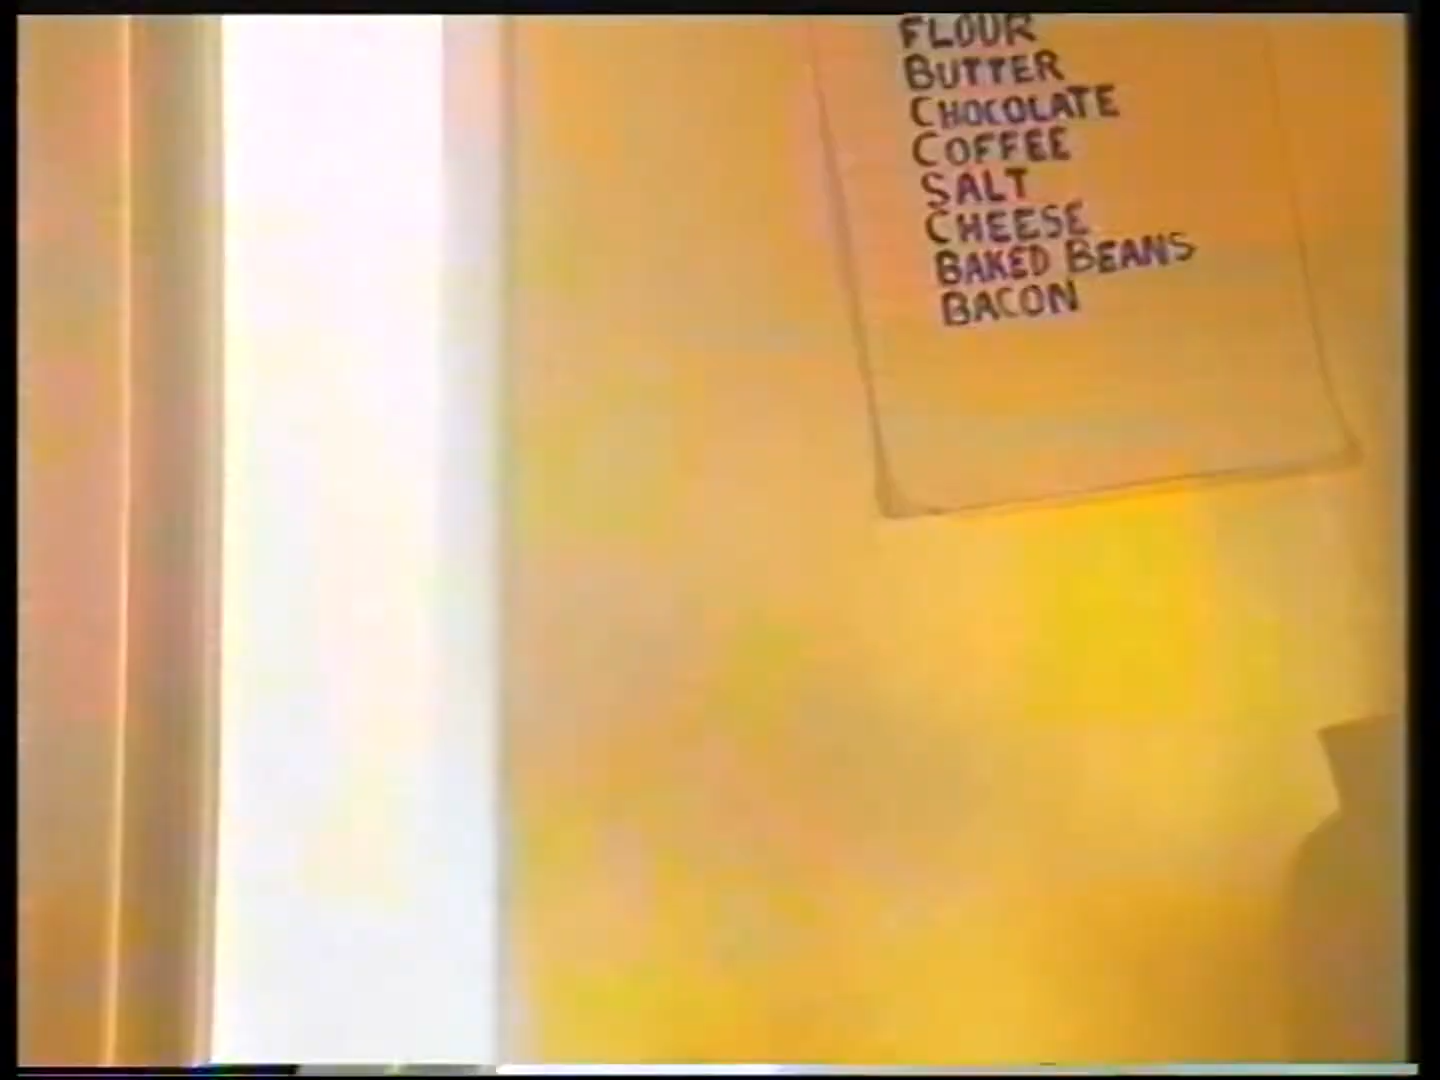 FLOUR
BUTTER
CHOCOLATE
COFFEE
SALT
CHEESE
BAKED BEANS
BACON